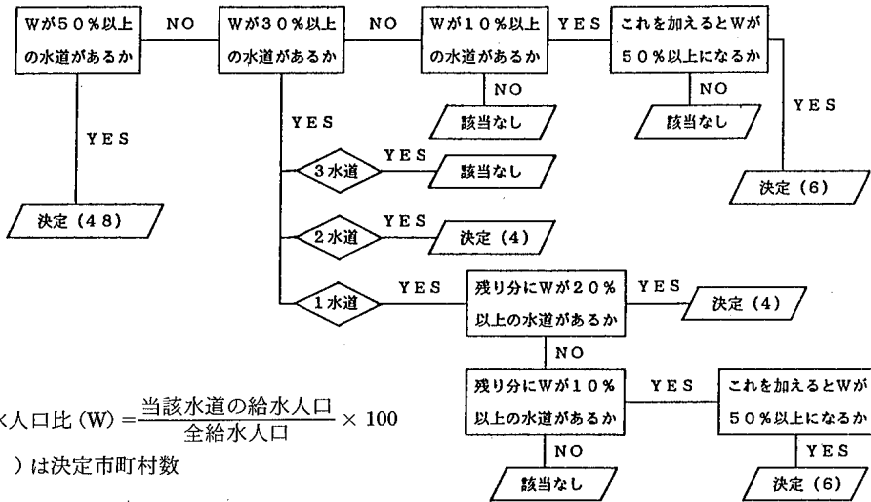 Wが50%以上
の水道があるか
NO
Wが30%以上
の水道があるか
NO
Wが10%以上
の水道があるか
YES
これを加えるとWが
50%以上になるか
YES
NO
該当なし
NO
該当なし
YES
決定(6)
YES
決定(48)
3水道
YES
該当なし
2水道
YES
決定(4)
1水道
YES
残り分にWが20%
以上の水道があるか
YES
決定(4)
NO
残り分にWが10%
以上の水道があるか
YES
これを加えるとWが
50%以上になるか
NO
該当なし
YES
決定(6)
水人口比(W)=当該水道の給水人口/全給水人口×100
)は決定市町村数